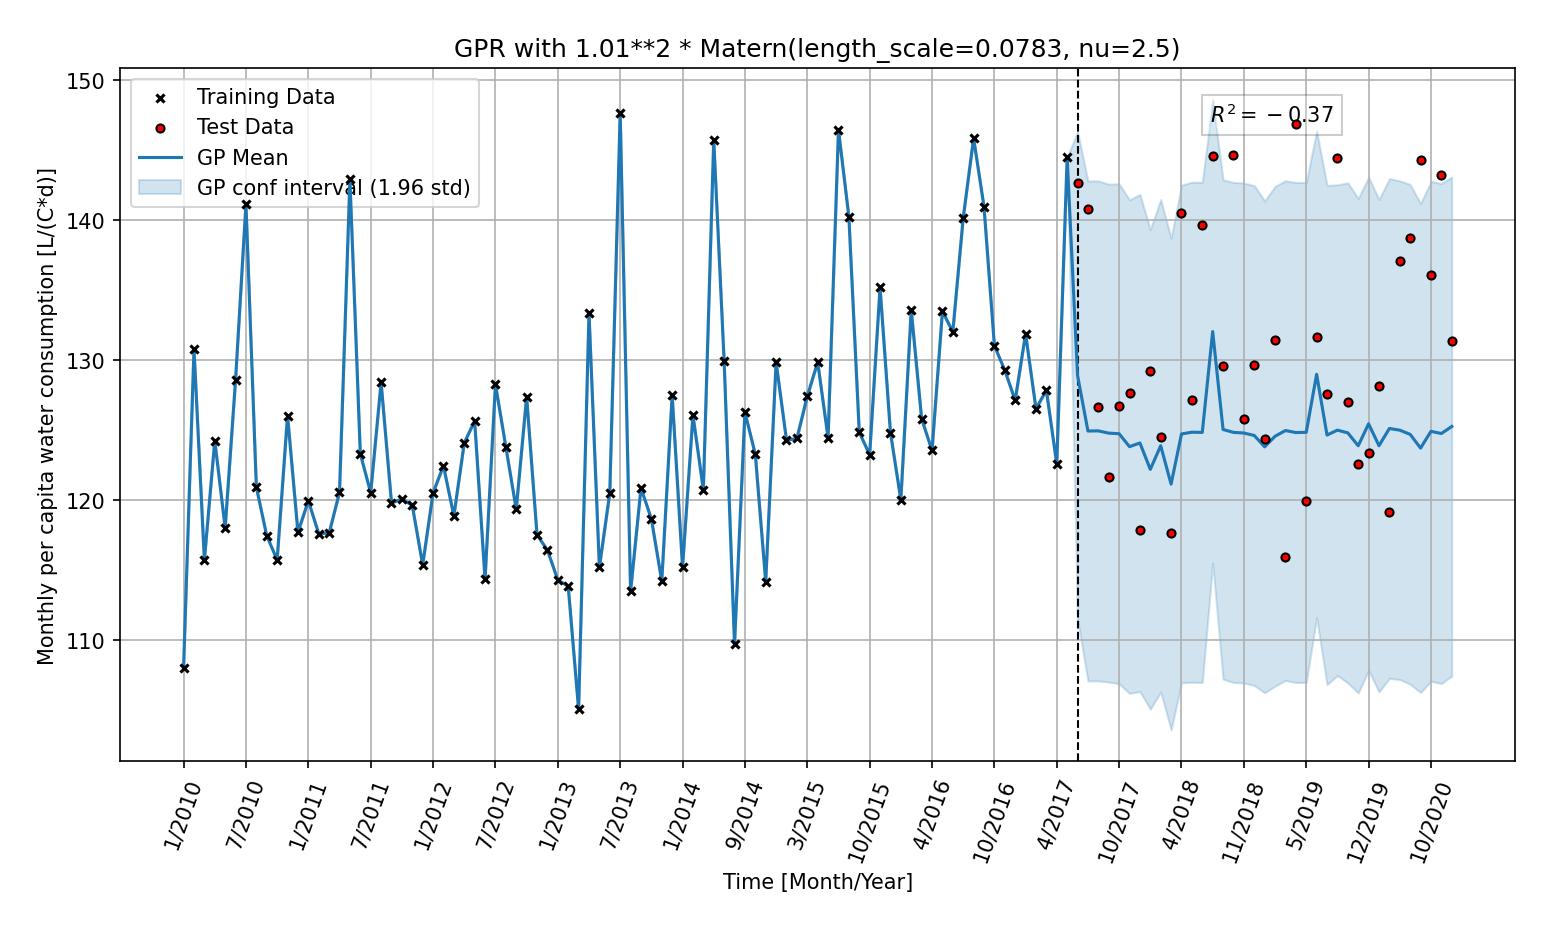 GPR with 1.01**2 * Matern(length_scale=0.0783, nu=2.5)
Training Data
Test Data
GP Mean
GP conf interval (1.96 std)
R² = −0.37
Monthly per capita water consumption [L/(C*d)]
150
140
130
120
110
1/2010 7/2010 1/2011 7/2011 1/2012 7/2012 1/2013 7/2013 1/2014 9/2014 3/2015 10/2015 4/2016 10/2016 4/2017 10/2017 4/2018 11/2018 5/2019 12/2019 10/2020
Time [Month/Year]